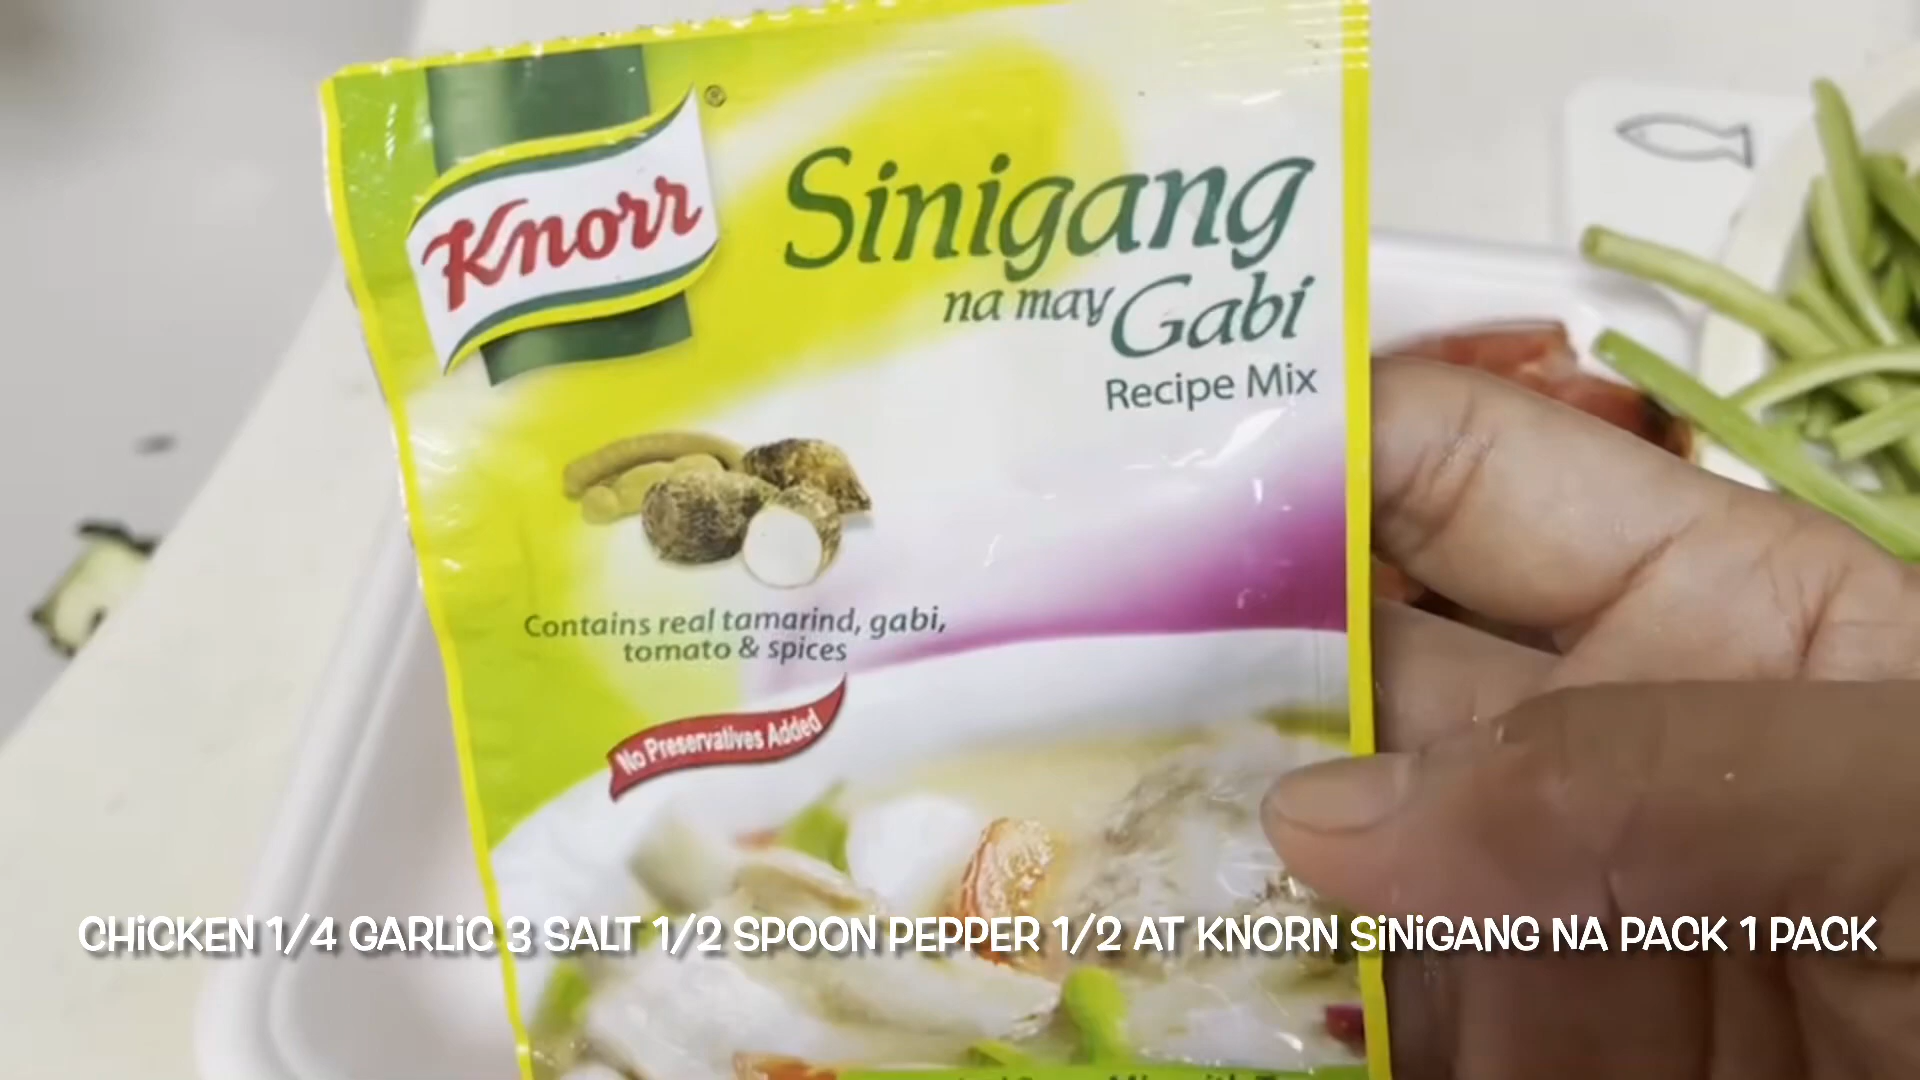 Knorr®
Sinigang
na may Gabi
Recipe Mix
Contains real tamarind, gabi,
tomato & spices
No Preservatives Added
CHiCKEN 1/4 GARLiC 3 SALT 1/2 SPOON PEPPER 1/2 AT KNORN SiNiGANG NA PACK 1 PACK